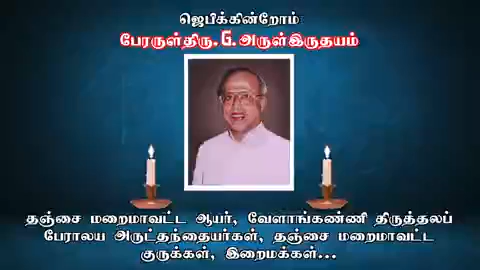 ஜெபிக்கின்றோம்
பேரருள்திரு. G. அருள்இருதயம்
தஞ்சை மறைமாவட்ட ஆயர், வேளாங்கண்ணி திருத்தலப்
பேராலய அருட்தந்தையர்கள், தஞ்சை மறைமாவட்ட
குருக்கள், இறைமக்கள்...